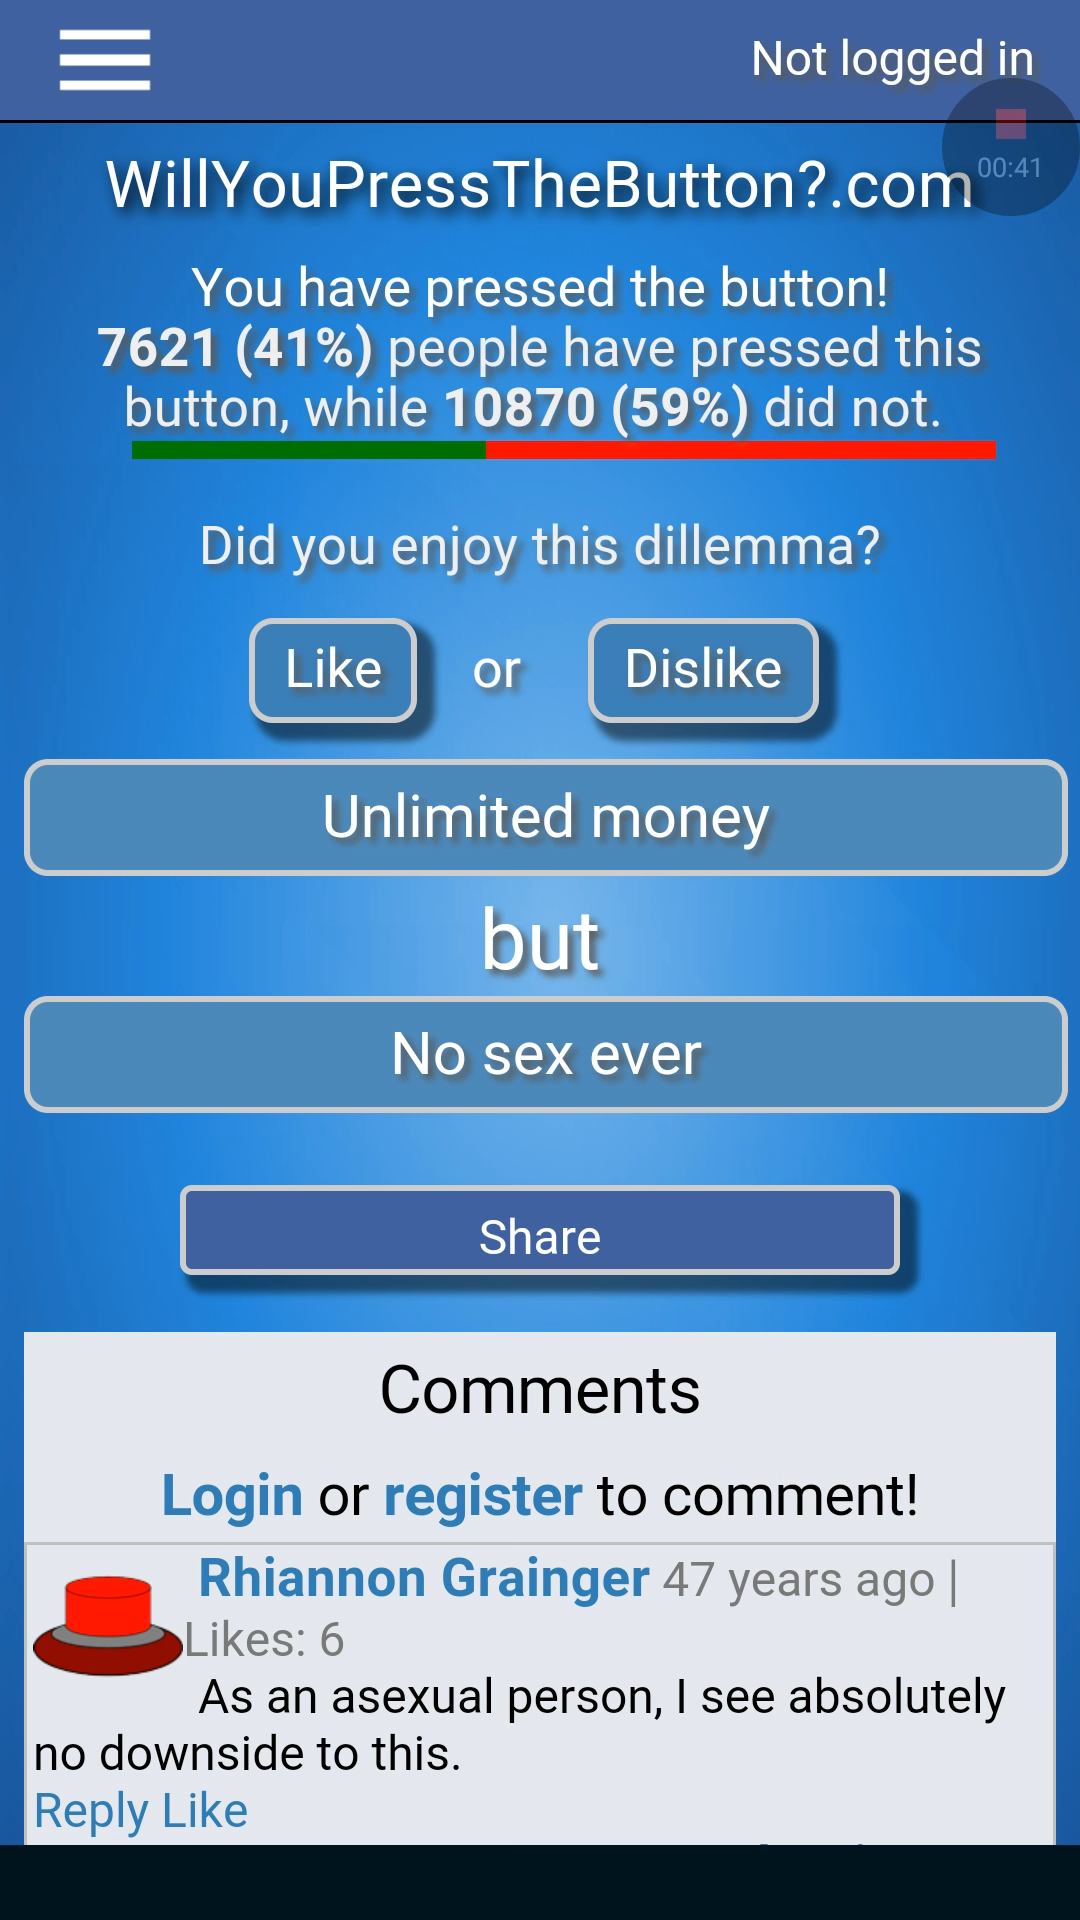 Not logged in
00:41
WillYouPressTheButton?.com
You have pressed the button!
7621 (41%) people have pressed this
button, while 10870 (59%) did not.
Did you enjoy this dillemma?
Like or Dislike
Unlimited money
but
No sex ever
Share
Comments
Login or register to comment!
Rhiannon Grainger 47 years ago |
Likes: 6
As an asexual person, I see absolutely
no downside to this.
Reply Like